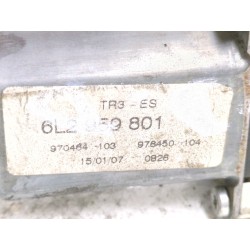 TR3 - ES
6L2 959 801
970464 -103 978450 -104
15/01/07 0926